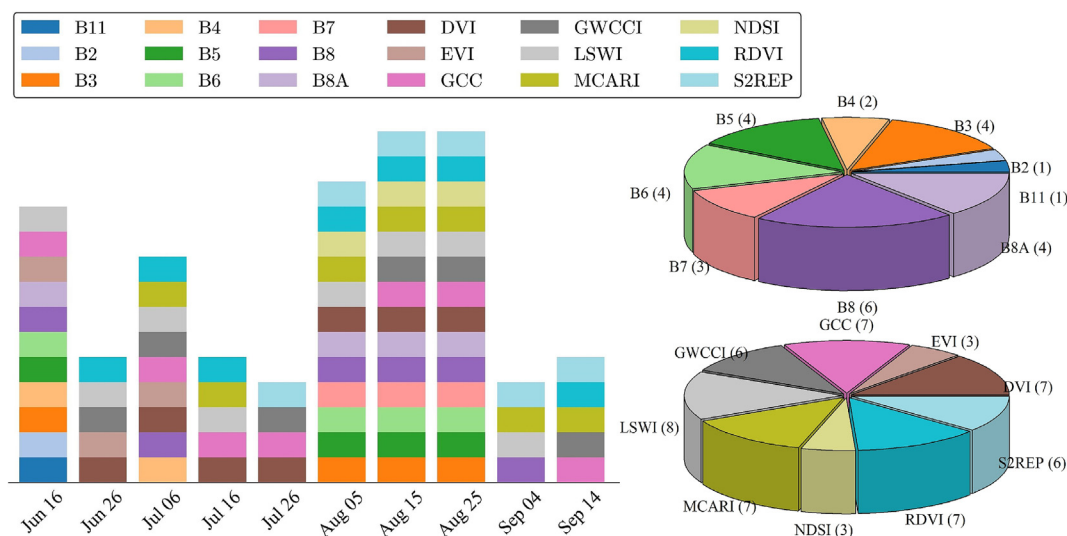 B11 B4 B7 DVI GWCCI NDSI
B2 B5 B8 EVI LSWI RDVI
B3 B6 B8A GCC MCARI S2REP
B4 (2)
B5 (4) B3 (4)
B2 (1)
B6 (4) B11 (1)
B8A (4)
B7 (3)
B8 (6)
GCC (7)
EVI (3)
GWCCI (6)
DVI (7)
LSWI (8)
S2REP (6)
MCARI (7)
RDVI (7)
NDSI (3)
Jun 16 Jun 26 Jul 06 Jul 16 Jul 26 Aug 05 Aug 15 Aug 25 Sep 04 Sep 14